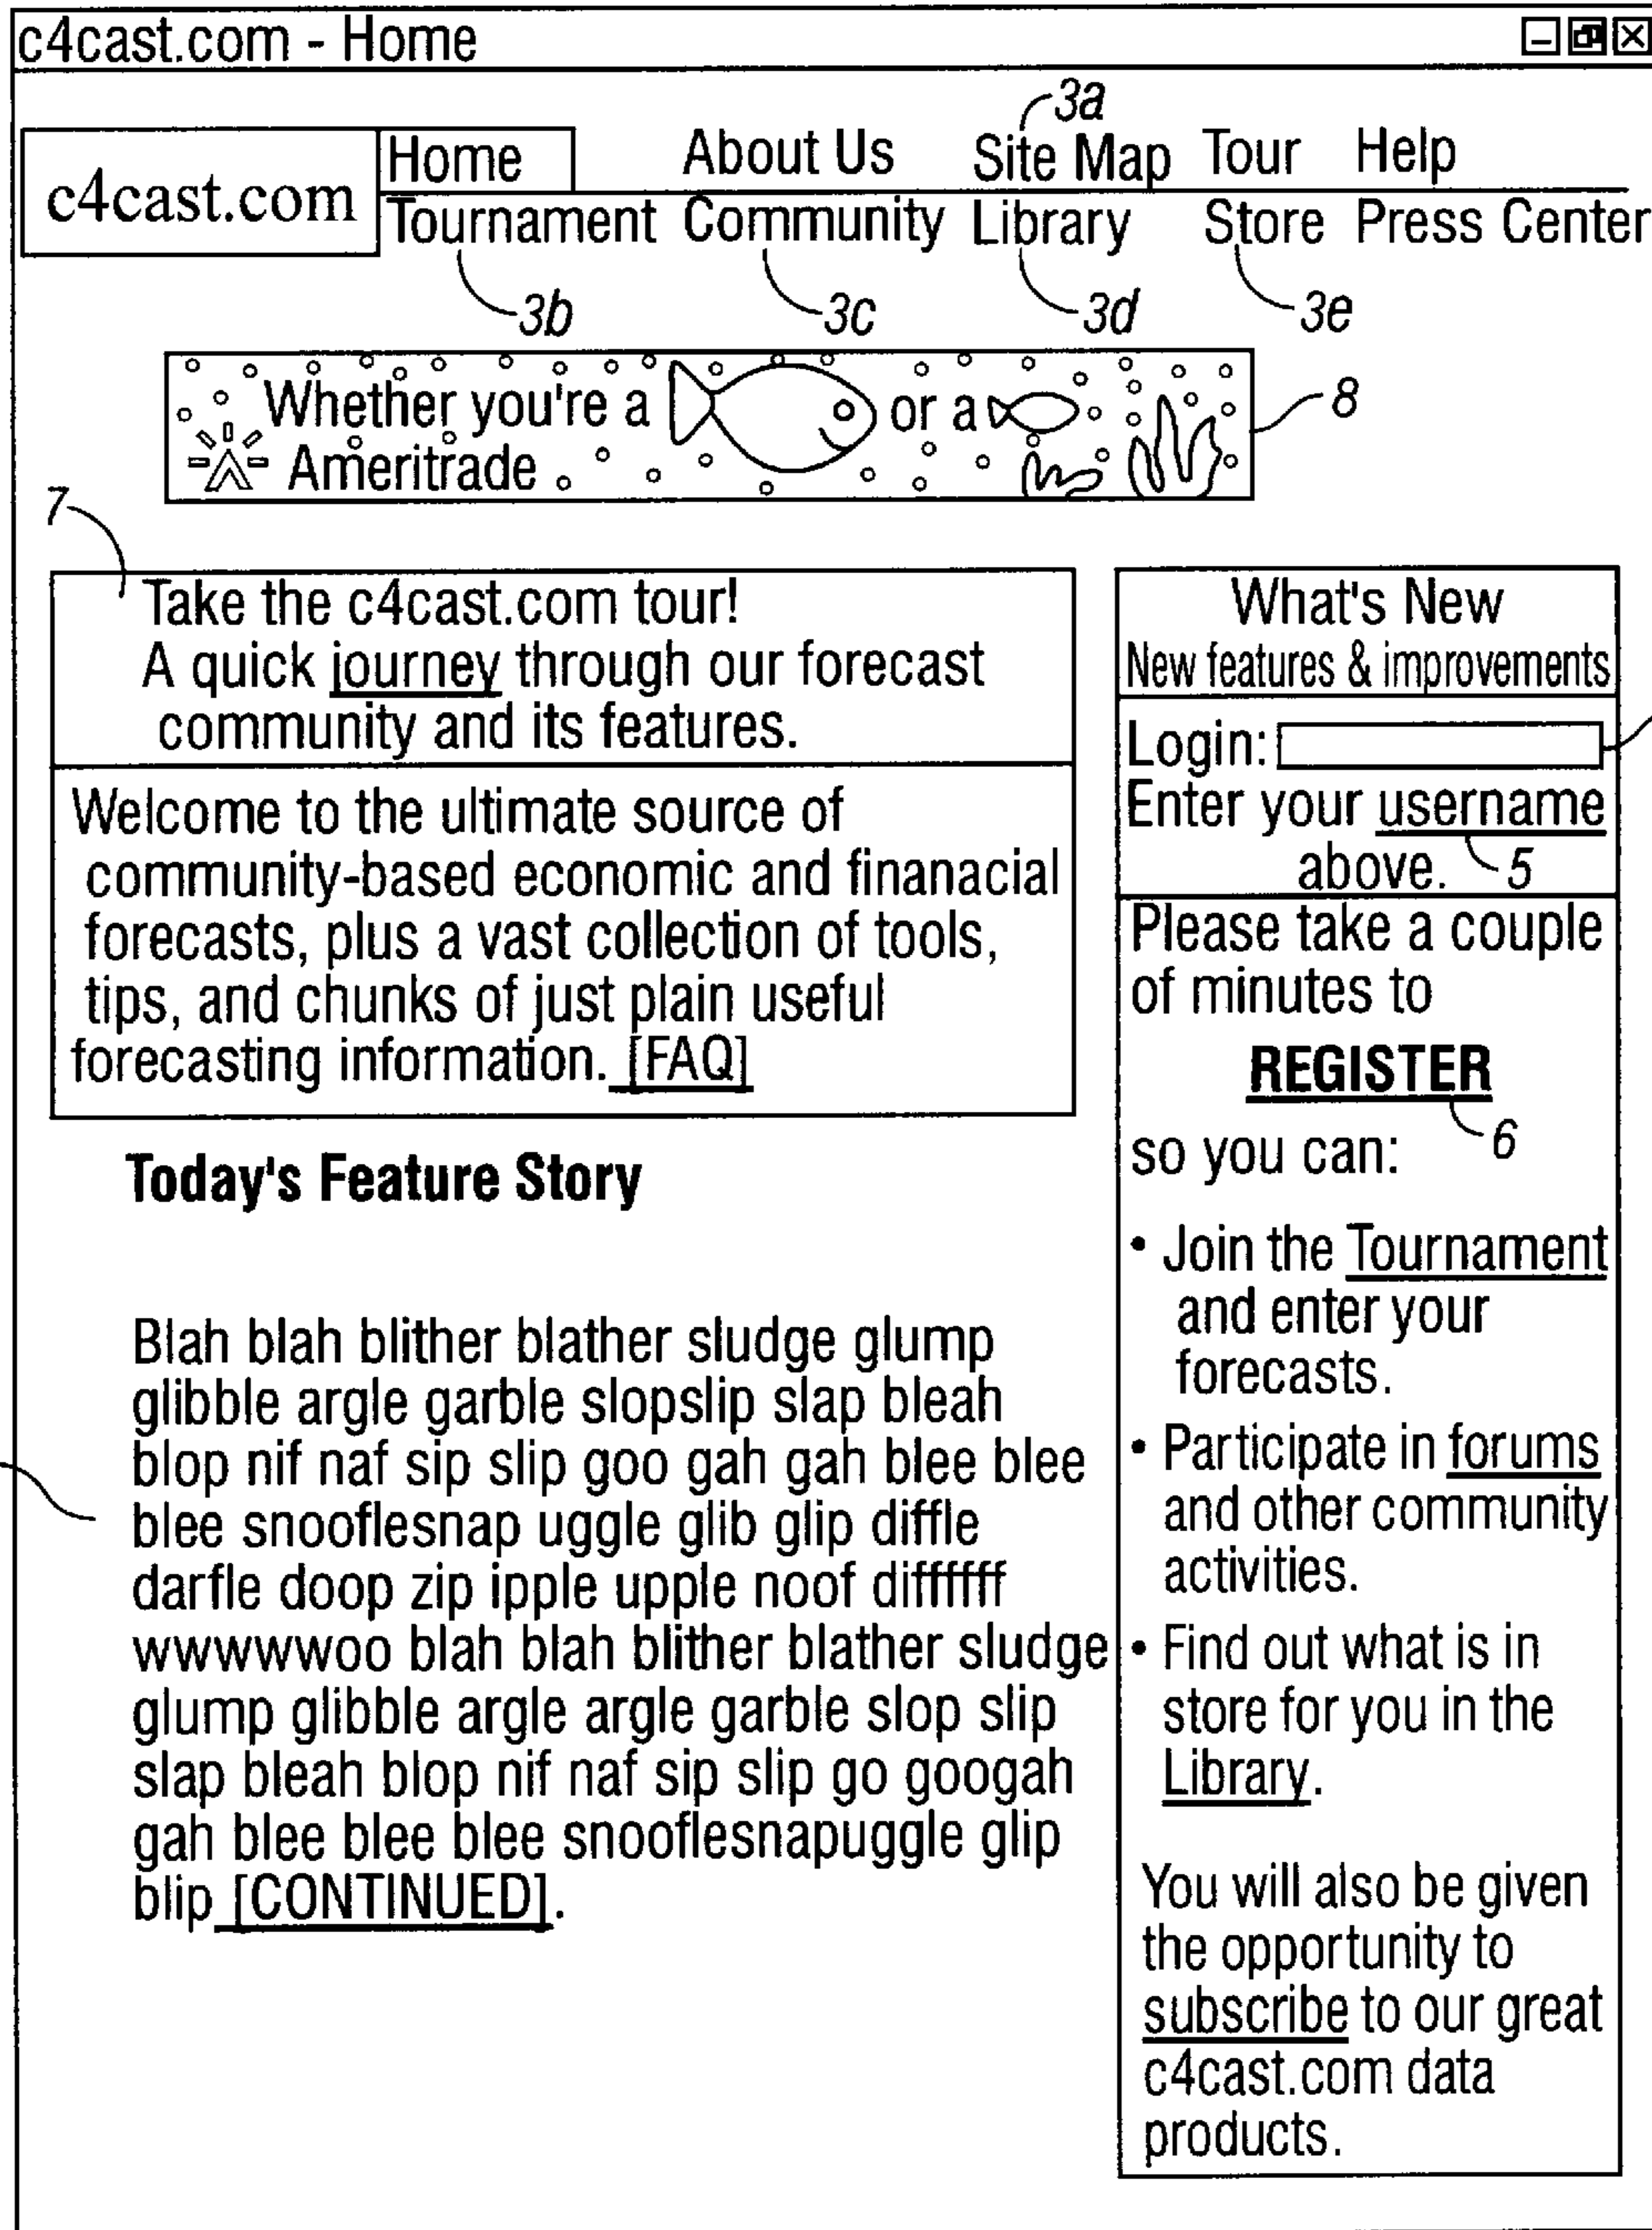 c4cast.com - Home
3a
c4cast.com
Home About Us Site Map Tour Help
Tournament Community Library Store Press Center
3b 3c 3d 3e
Whether you're a or a
Ameritrade
8
7
Take the c4cast.com tour!
A quick journey through our forecast
community and its features.
Welcome to the ultimate source of
community-based economic and finanacial
forecasts, plus a vast collection of tools,
tips, and chunks of just plain useful
forecasting information. [FAQ]
Today's Feature Story
Blah blah blither blather sludge glump
glibble argle garble slopslip slap bleah
blop nif naf sip slip goo gah gah blee blee
blee snooflesnap uggle glib glip diffle
darfle doop zip ipple upple noof diffffff
wwwwwoo blah blah blither blather sludge
glump glibble argle argle garble slop slip
slap bleah blop nif naf sip slip go googah
gah blee blee blee snooflesnapuggle glip
blip [CONTINUED].
What's New
New features & improvements
Login:
Enter your username
above. 5
Please take a couple
of minutes to
REGISTER
6
so you can:
• Join the Tournament
and enter your
forecasts.
• Participate in forums
and other community
activities.
• Find out what is in
store for you in the
Library.
You will also be given
the opportunity to
subscribe to our great
c4cast.com data
products.